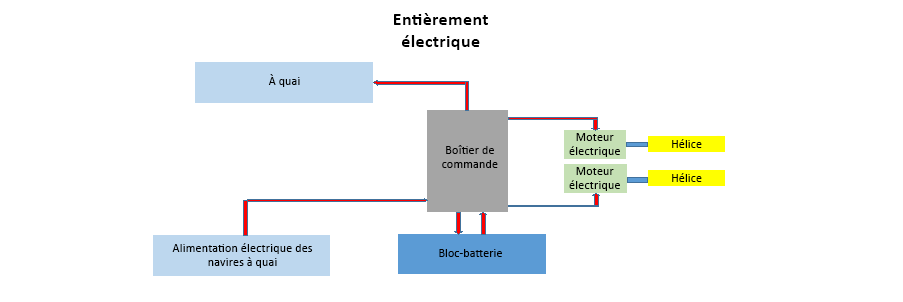 Entièrement
électrique
À quai
Boîtier de
commande
Moteur
électrique
Hélice
Moteur
électrique
Hélice
Alimentation électrique des
navires à quai
Bloc-batterie